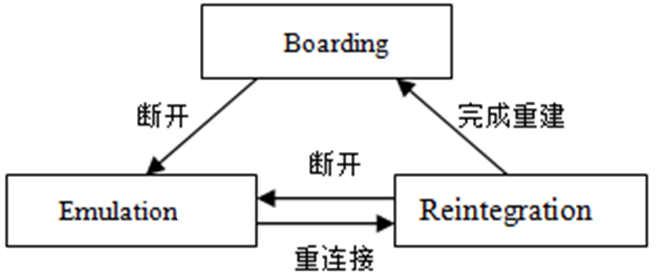 Boarding
断开
完成重建
断开
Emulation
Reintegration
重连接